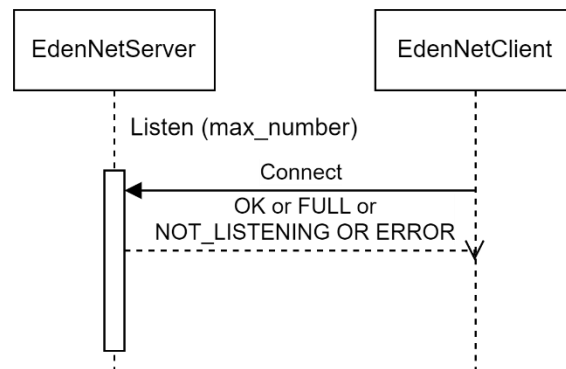 EdenNetServer
EdenNetClient
Listen (max_number)
Connect
OK or FULL or
NOT_LISTENING OR ERROR